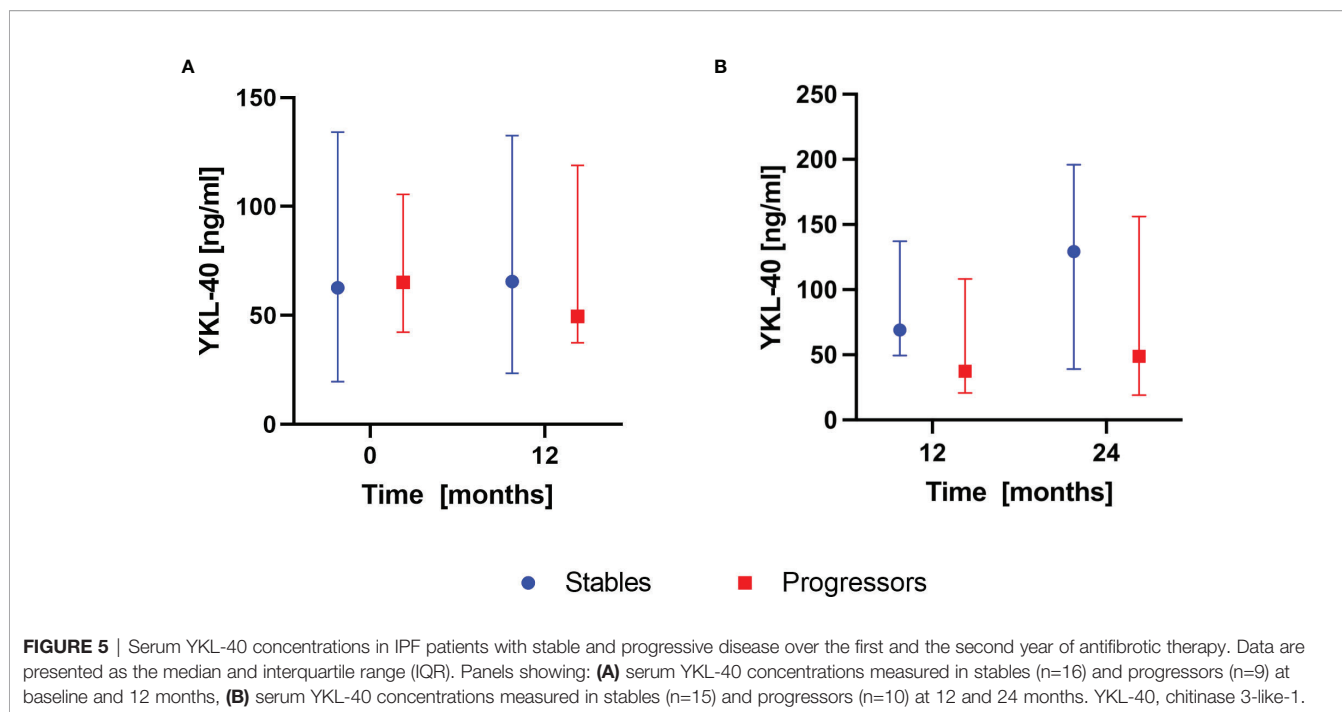 A
B
150
100
50
0
YKL-40 [ng/ml]
0
12
Time [months]
250
200
150
100
50
0
YKL-40 [ng/ml]
12
24
Time [months]
Stables
Progressors
FIGURE 5 | Serum YKL-40 concentrations in IPF patients with stable and progressive disease over the first and the second year of antifibrotic therapy. Data are
presented as the median and interquartile range (IQR). Panels showing: (A) serum YKL-40 concentrations measured in stables (n=16) and progressors (n=9) at
baseline and 12 months, (B) serum YKL-40 concentrations measured in stables (n=15) and progressors (n=10) at 12 and 24 months. YKL-40, chitinase 3-like-1.